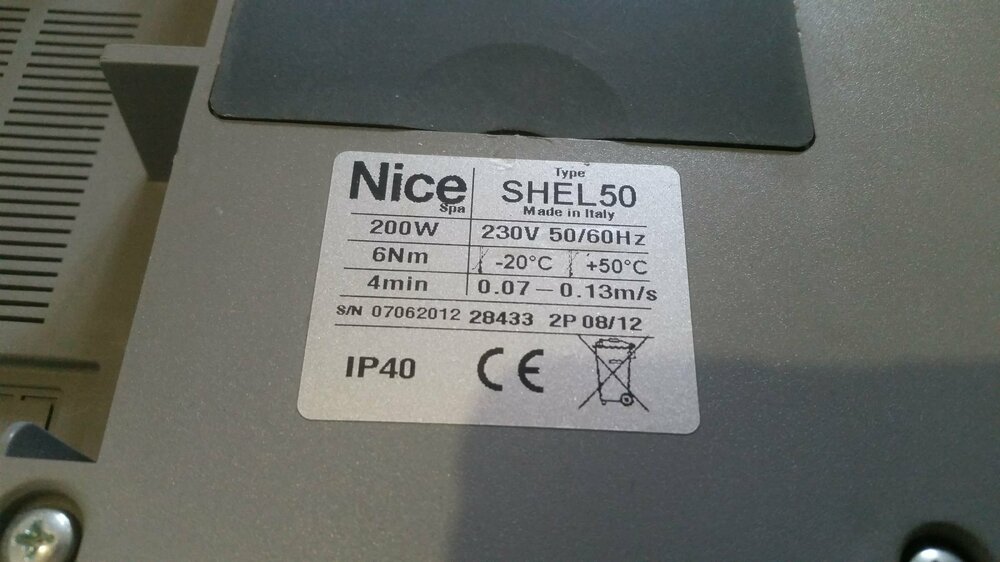 Nice Spa
Type
SHEL50
Made in Italy
200W 230V 50/60Hz
6Nm -20°C +50°C
4min 0.07 – 0.13m/s
S/N 07062012 28433 2P 08/12
IP40 CE